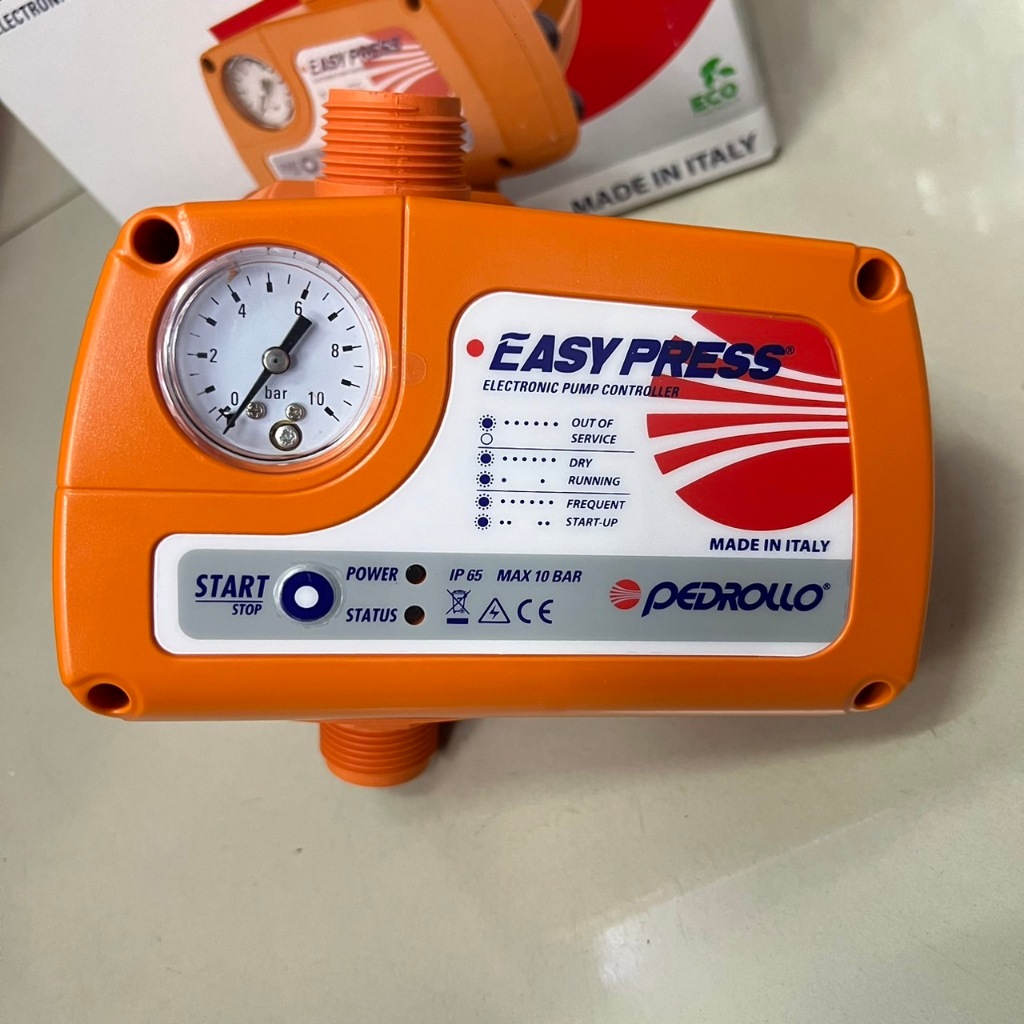 ELECTRON
EASY PRESS
ECO
MADE IN ITALY
4
6
2
8
0
bar
10
EASY PRESS®
ELECTRONIC PUMP CONTROLLER
OUT OF
SERVICE
DRY
RUNNING
FREQUENT
START-UP
MADE IN ITALY
START
STOP
POWER
STATUS
IP 65 MAX 10 BAR
CE
PEDROLLO®